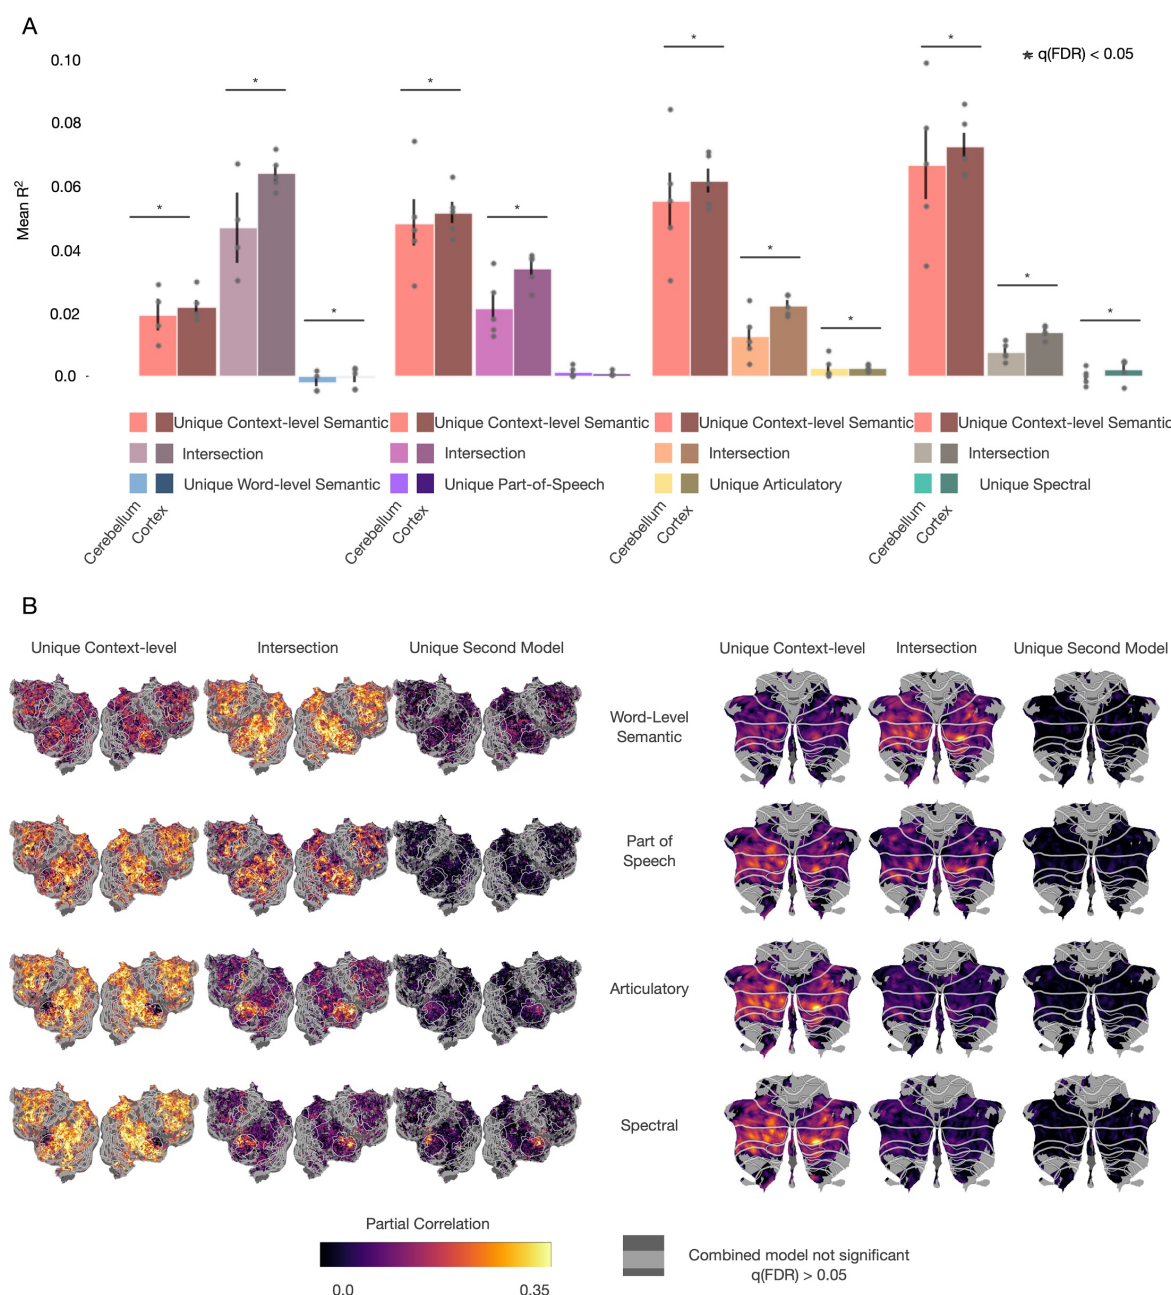 A
* q(FDR) < 0.05
Mean R²
0.10
0.08
0.06
0.04
0.02
0.0 -
*
*
*
*
*
*
*
*
*
*
*
Unique Context-level Semantic
Intersection
Unique Word-level Semantic
Unique Context-level Semantic
Intersection
Unique Part-of-Speech
Unique Context-level Semantic
Intersection
Unique Articulatory
Unique Context-level Semantic
Intersection
Unique Spectral
Cerebellum
Cortex
Cerebellum
Cortex
Cerebellum
Cortex
Cerebellum
Cortex
B
Unique Context-level Intersection Unique Second Model
Unique Context-level Intersection Unique Second Model
Word-Level
Semantic
Part of
Speech
Articulatory
Spectral
Partial Correlation
0.0 0.35
Combined model not significant
q(FDR) > 0.05